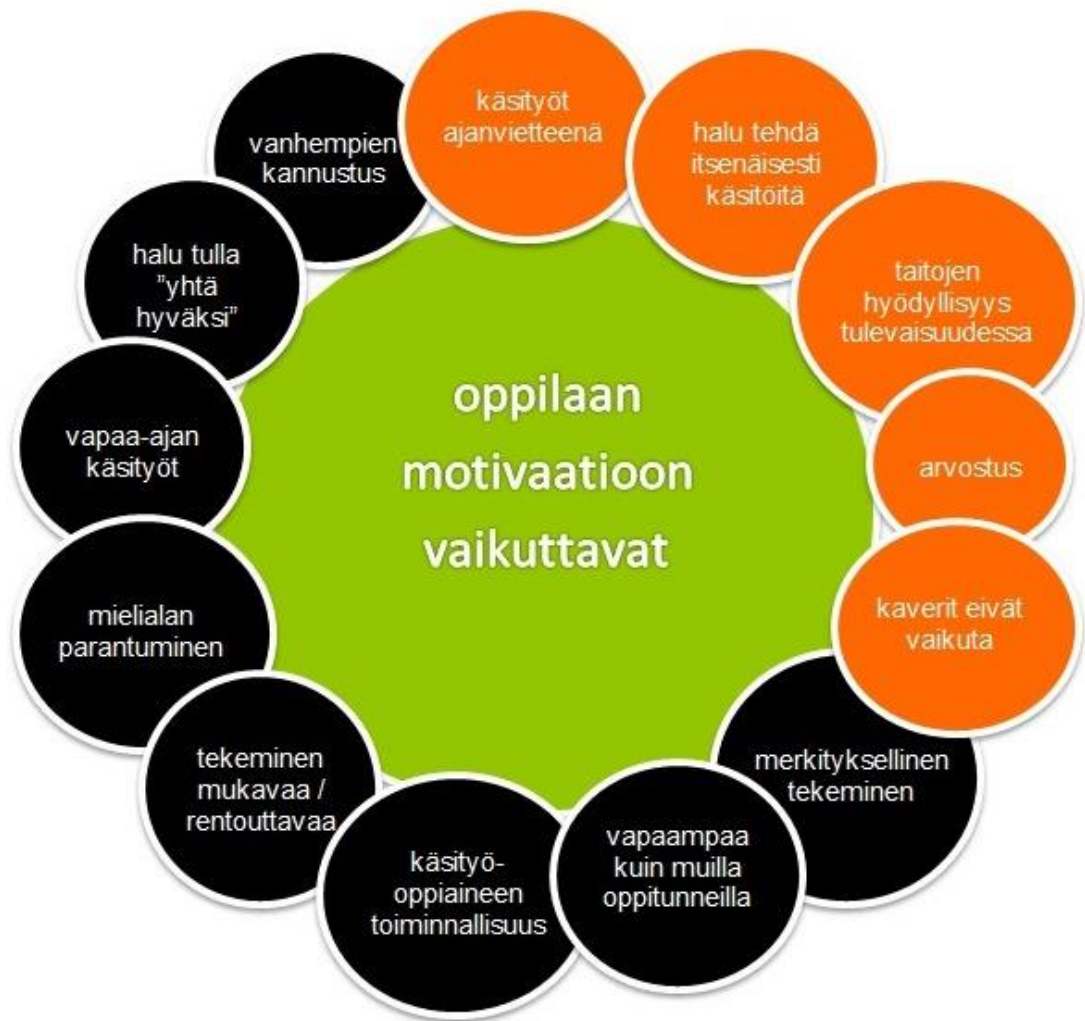 oppilaan
motivaatioon
vaikuttavat
käsityöt
ajanvietteenä
halu tehdä
itsenäisesti
käsitöitä
taitojen
hyödyllisyys
tulevaisuudessa
arvostus
kaverit eivät
vaikuta
merkityksellinen
tekeminen
vapaampaa
kuin muilla
oppitunneilla
käsityö-
oppiaineen
toiminnallisuus
tekeminen
mukavaa /
rentouttavaa
mielialan
parantuminen
vapaa-ajan
käsityöt
halu tulla
”yhtä
hyväksi”
vanhempien
kannustus